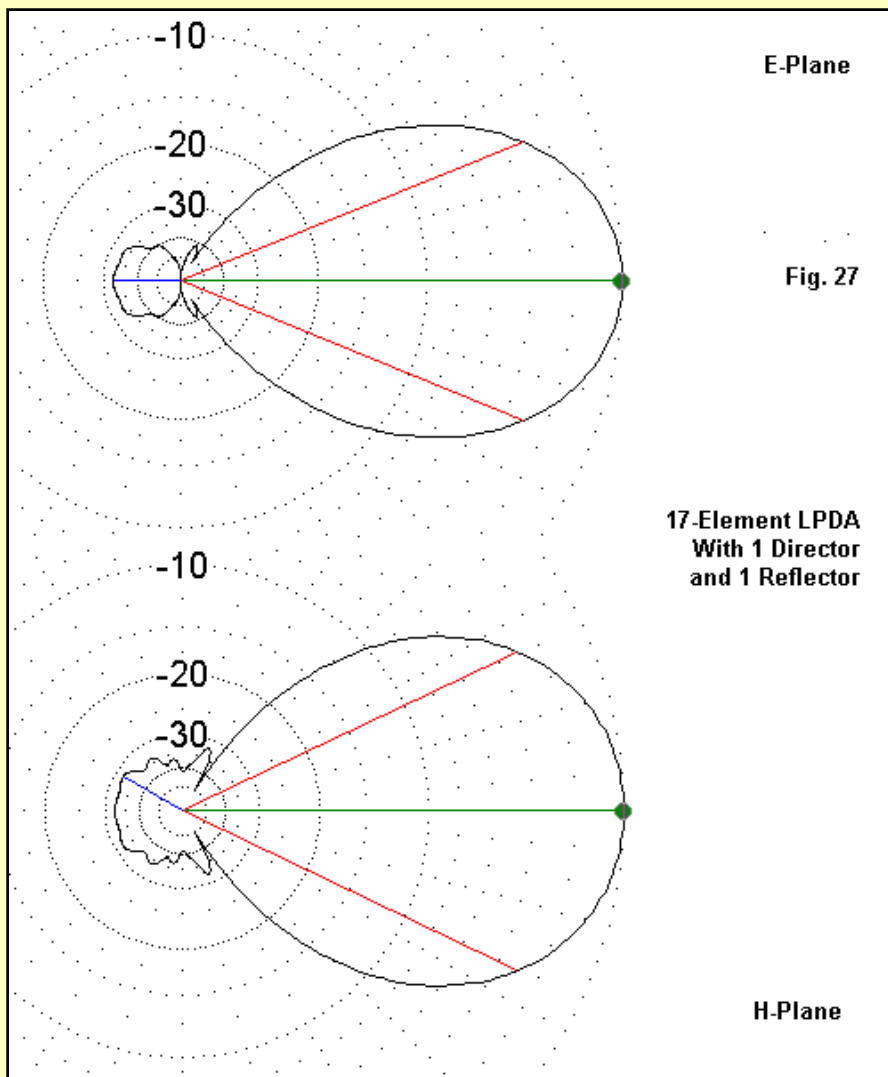 -10
E-Plane
-20
-30
Fig. 27
17-Element LPDA
With 1 Director
and 1 Reflector
-10
-20
-30
H-Plane